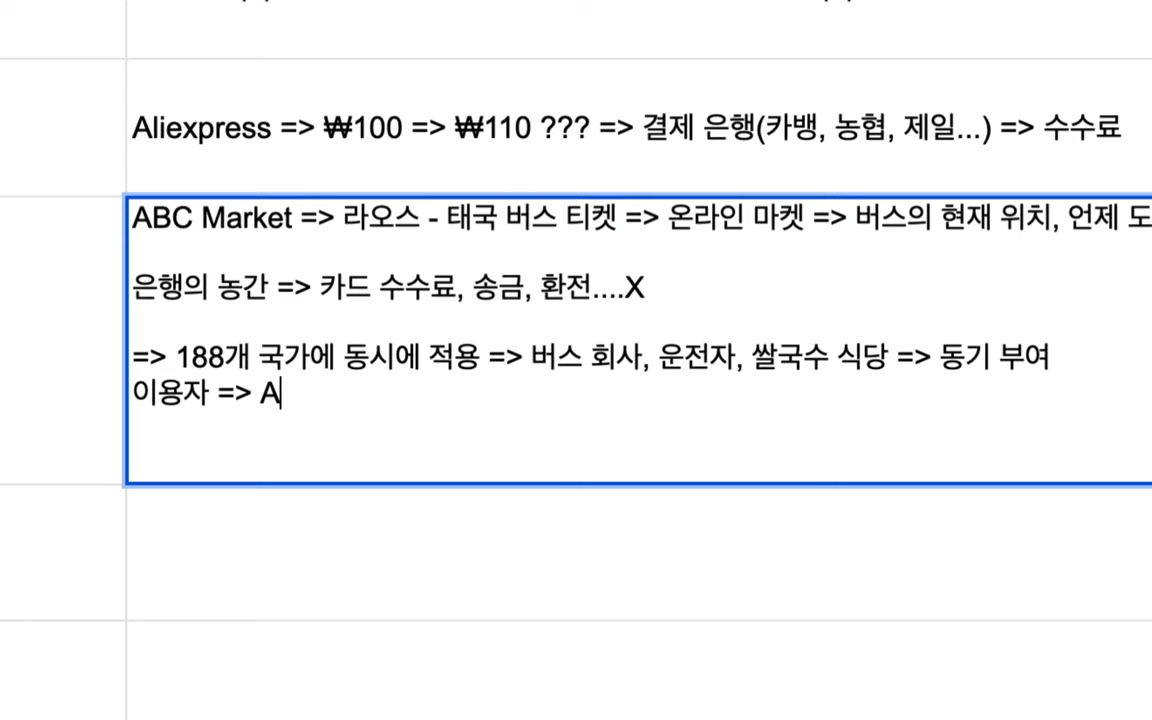 Aliexpress => ₩100 => ₩110 ??? => 결제 은행(카뱅, 농협, 제일...) => 수수료
ABC Market => 라오스 - 태국 버스 티켓 => 온라인 마켓 => 버스의 현재 위치, 언제 도
은행의 농간 => 카드 수수료, 송금, 환전....X
=> 188개 국가에 동시에 적용 => 버스 회사, 운전자, 쌀국수 식당 => 동기 부여
이용자 => A